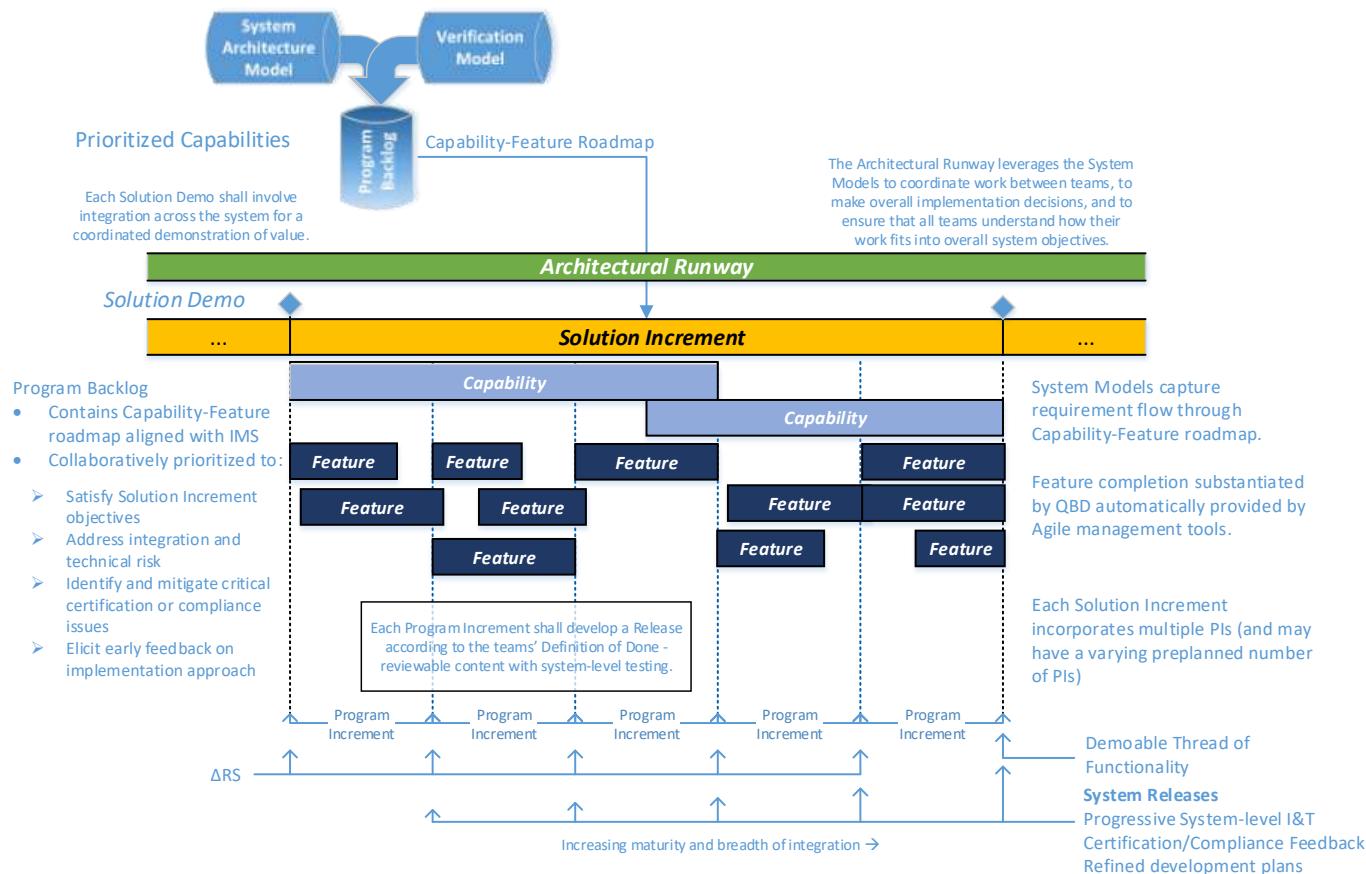 System
Architecture
Model
Verification
Model
Program
Backlog
Prioritized Capabilities
Capability-Feature Roadmap
Each Solution Demo shall involve
integration across the system for a
coordinated demonstration of value.
The Architectural Runway leverages the System
Models to coordinate work between teams, to
make overall implementation decisions, and to
ensure that all teams understand how their
work fits into overall system objectives.
Architectural Runway
Solution Demo
...
Solution Increment
...
Capability
Capability
Program Backlog
• Contains Capability-Feature
roadmap aligned with IMS
• Collaboratively prioritized to:
➢ Satisfy Solution Increment
objectives
➢ Address integration and
technical risk
➢ Identify and mitigate critical
certification or compliance
issues
➢ Elicit early feedback on
implementation approach
Feature
Feature
Feature
Feature
Feature
Feature
Feature
Feature
Feature
Feature
Feature
Feature
System Models capture
requirement flow through
Capability-Feature roadmap.
Feature completion substantiated
by QBD automatically provided by
Agile management tools.
Each Solution Increment
incorporates multiple PIs (and may
have a varying preplanned number
of PIs)
Each Program Increment shall develop a Release
according to the teams' Definition of Done -
reviewable content with system-level testing.
Program
Increment
Program
Increment
Program
Increment
Program
Increment
Program
Increment
ΔRS
Demoable Thread of
Functionality
System Releases
Progressive System-level I&T
Certification/Compliance Feedback
Refined development plans
Increasing maturity and breadth of integration →